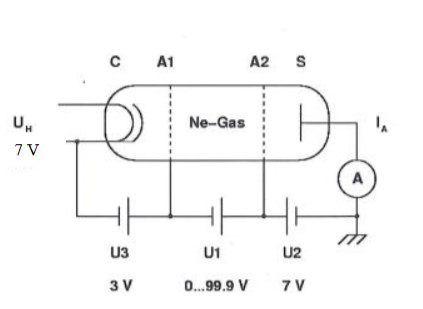 C A1 A2 S
U_H Ne–Gas I_A
7 V
A
U3 U1 U2
3 V 0...99.9 V 7 V